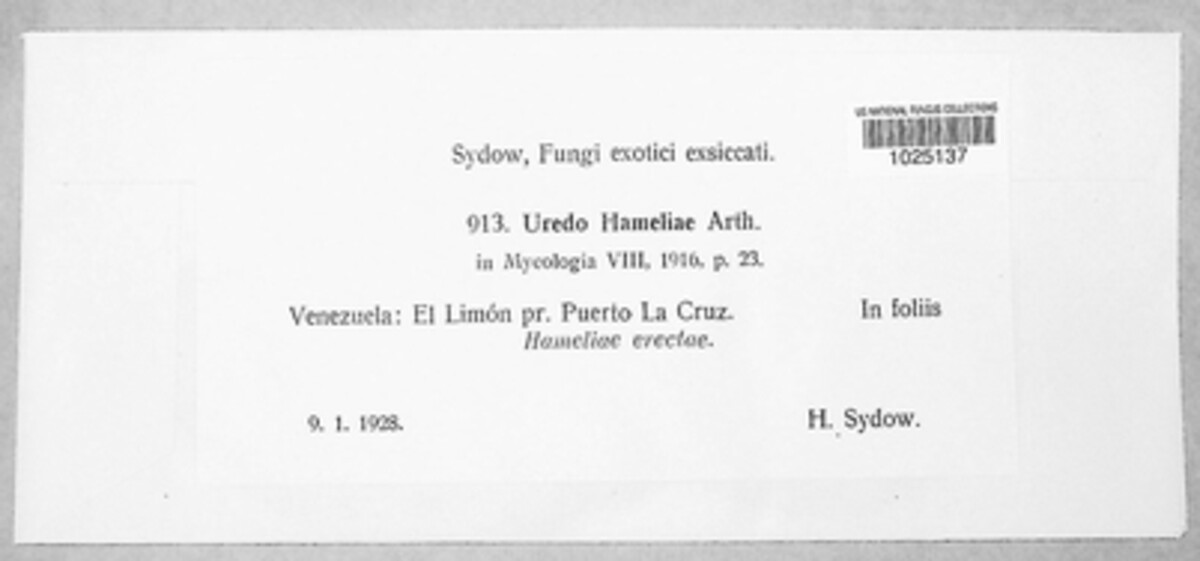 US NATIONAL FUNGUS COLLECTIONS
1025137
Sydow, Fungi exotici exsiccati.
913. Uredo Hameliae Arth.
in Mycologia VIII, 1916, p. 23.
Venezuela: El Limón pr. Puerto La Cruz. In foliis
Hameliae erectae.
9. 1. 1928. H. Sydow.